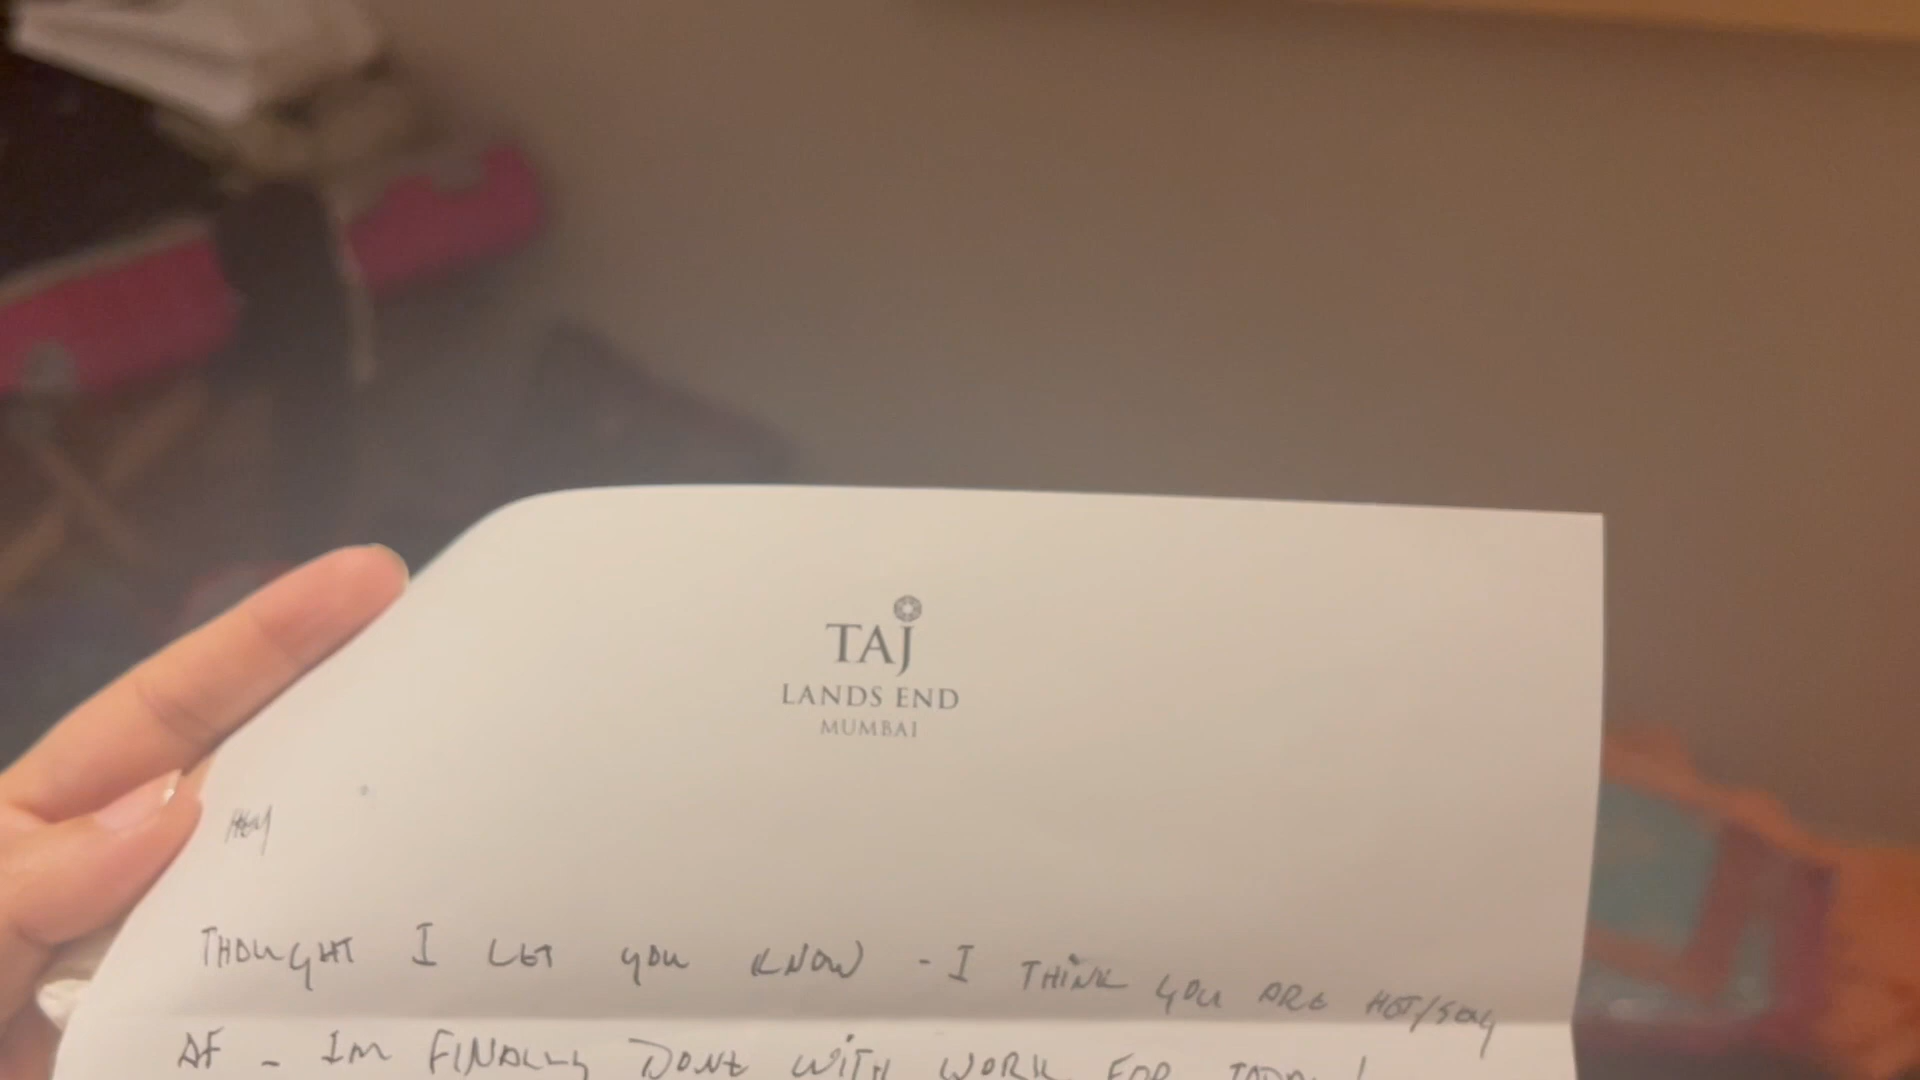 TAJ
LANDS END
MUMBAI
HEY
THOUGHT I LET YOU KNOW - I THINK YOU ARE HOT/SEXY
AF - IM FINALLY DONE WITH WORK FOR TODAY!